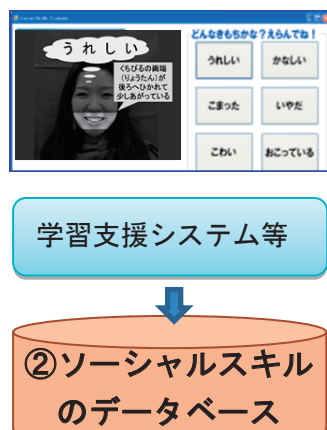 Social Skills Training
どんなきもちかな？えらんでね！
うれしい
くちびるの両端
（りょうたん）が
後ろへひかれて
少しあがっている
うれしい
かなしい
こまった
いやだ
こわい
おこっている
学習支援システム等
②ソーシャルスキル
のデータベース